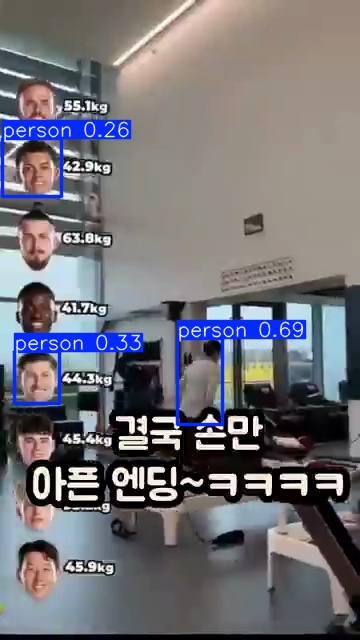 55.1kg
person 0.26
42.9kg
63.8kg
41.7kg
person 0.69
person 0.33
44.3kg
45.4kg
결국 손만
아픈 엔딩~ㅋㅋㅋㅋ
45.9kg